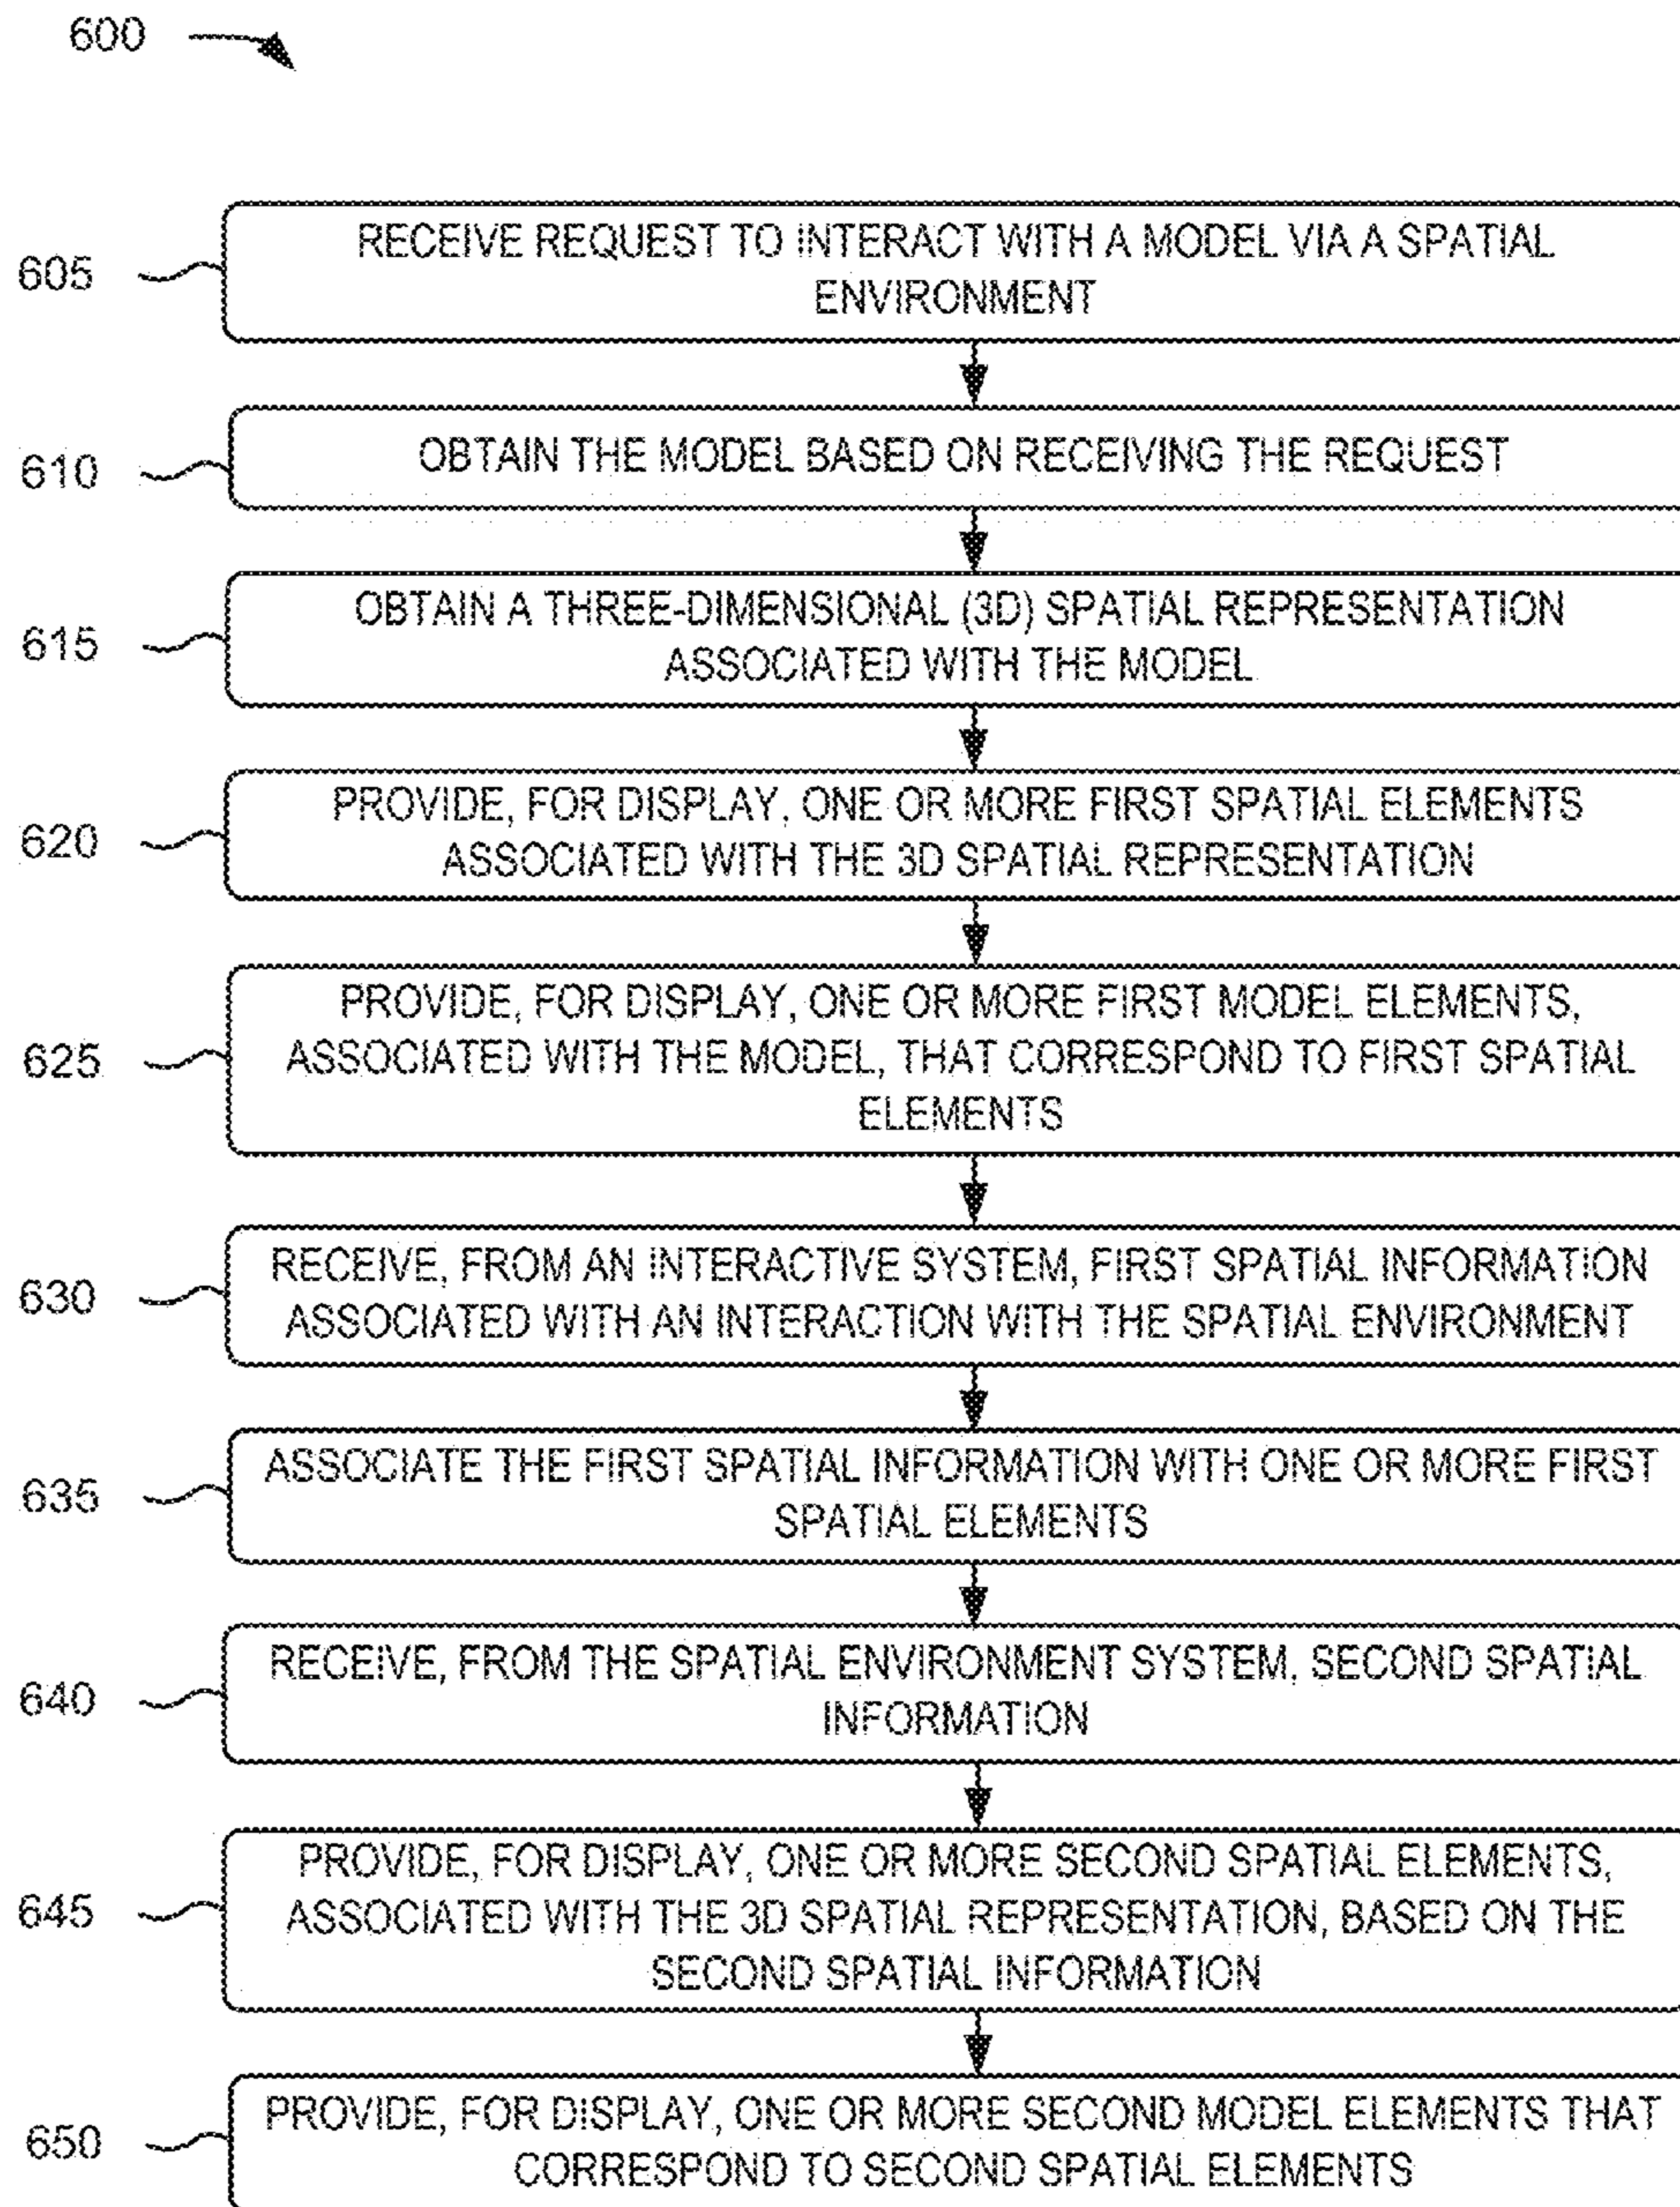 600
605
RECEIVE REQUEST TO INTERACT WITH A MODEL VIA A SPATIAL
ENVIRONMENT
610
OBTAIN THE MODEL BASED ON RECEIVING THE REQUEST
615
OBTAIN A THREE-DIMENSIONAL (3D) SPATIAL REPRESENTATION
ASSOCIATED WITH THE MODEL
620
PROVIDE, FOR DISPLAY, ONE OR MORE FIRST SPATIAL ELEMENTS
ASSOCIATED WITH THE 3D SPATIAL REPRESENTATION
625
PROVIDE, FOR DISPLAY, ONE OR MORE FIRST MODEL ELEMENTS,
ASSOCIATED WITH THE MODEL, THAT CORRESPOND TO FIRST SPATIAL
ELEMENTS
630
RECEIVE, FROM AN INTERACTIVE SYSTEM, FIRST SPATIAL INFORMATION
ASSOCIATED WITH AN INTERACTION WITH THE SPATIAL ENVIRONMENT
635
ASSOCIATE THE FIRST SPATIAL INFORMATION WITH ONE OR MORE FIRST
SPATIAL ELEMENTS
640
RECEIVE, FROM THE SPATIAL ENVIRONMENT SYSTEM, SECOND SPATIAL
INFORMATION
645
PROVIDE, FOR DISPLAY, ONE OR MORE SECOND SPATIAL ELEMENTS,
ASSOCIATED WITH THE 3D SPATIAL REPRESENTATION, BASED ON THE
SECOND SPATIAL INFORMATION
650
PROVIDE, FOR DISPLAY, ONE OR MORE SECOND MODEL ELEMENTS THAT
CORRESPOND TO SECOND SPATIAL ELEMENTS